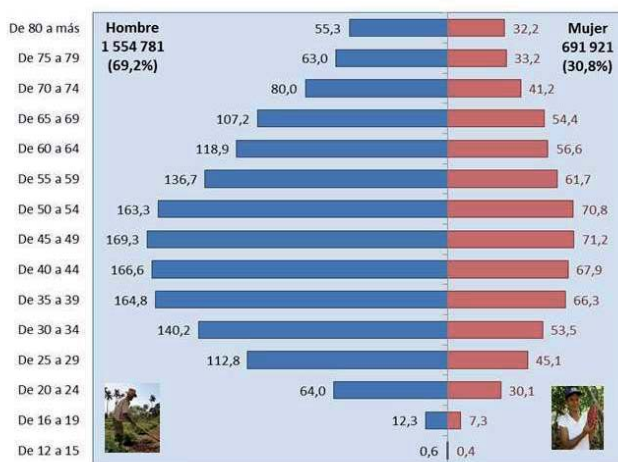 Hombre
1 554 781
(69,2%)
Mujer
691 921
(30,8%)
De 80 a más 55,3 32,2
De 75 a 79 63,0 33,2
De 70 a 74 80,0 41,2
De 65 a 69 107,2 54,4
De 60 a 64 118,9 56,6
De 55 a 59 136,7 61,7
De 50 a 54 163,3 70,8
De 45 a 49 169,3 71,2
De 40 a 44 166,6 67,9
De 35 a 39 164,8 66,3
De 30 a 34 140,2 53,5
De 25 a 29 112,8 45,1
De 20 a 24 64,0 30,1
De 16 a 19 12,3 7,3
De 12 a 15 0,6 0,4